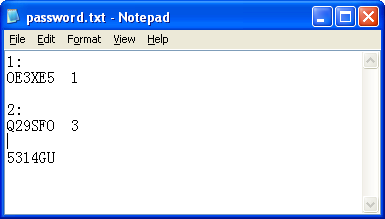 password.txt - Notepad
File Edit Format View Help
1:
OE3XE5 1

2:
Q29SFO 3

5314GU